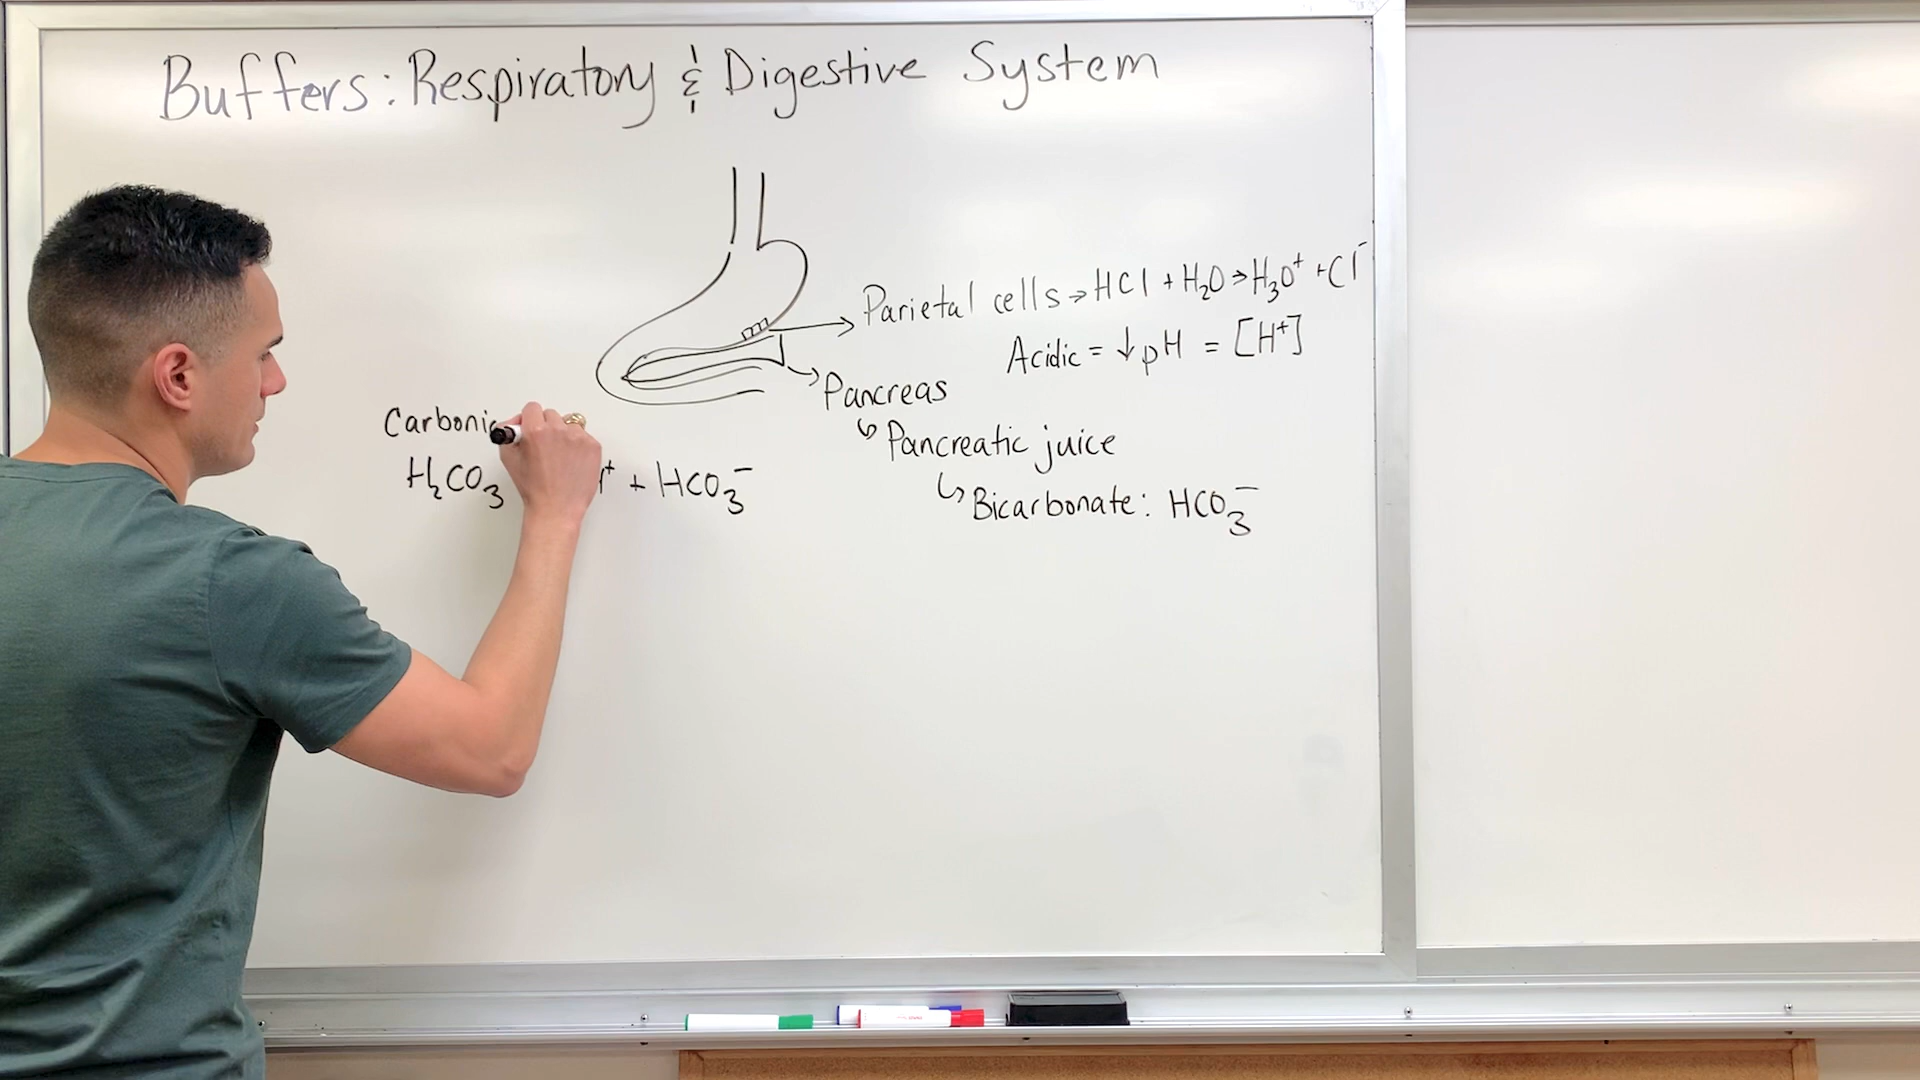 Buffers: Respiratory & Digestive System
Parietal cells → HCl + H₂O → H₃O⁺ + Cl⁻
Acidic = ↓ pH = [H⁺]
Pancreas
↳ Pancreatic juice
↳ Bicarbonate: HCO₃⁻
Carbonic
H₂CO₃ ⁺ + HCO₃⁻